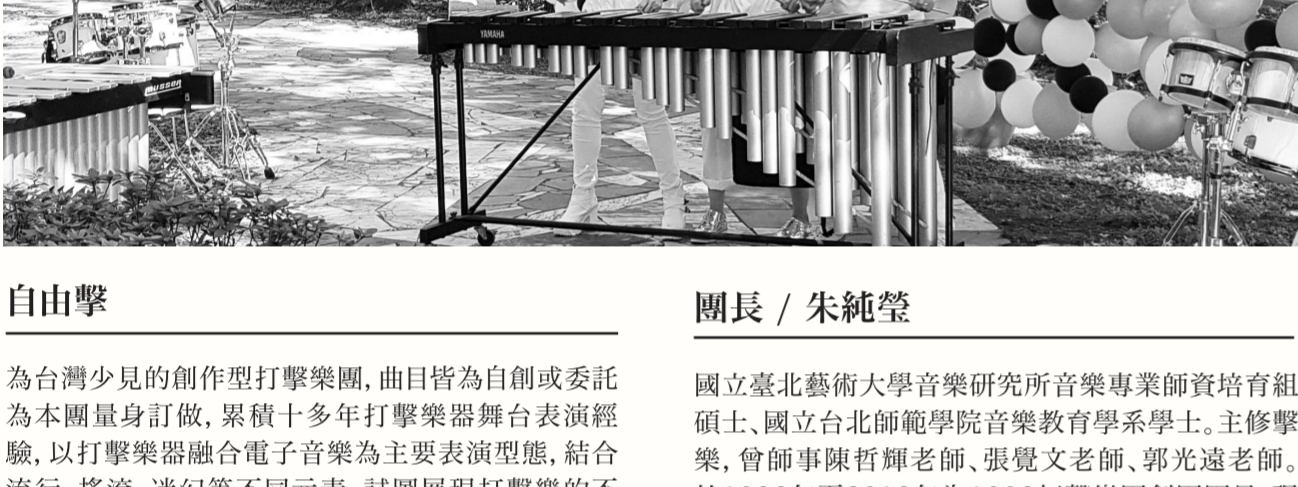 YAMAHA
musser
自由擊
為台灣少見的創作型打擊樂團，曲目皆為自創或委託
為本團量身訂做，累積十多年打擊樂器舞台表演經
驗，以打擊樂器融合電子音樂為主要表演型態，結合
團長 / 朱純瑩
國立臺北藝術大學音樂研究所音樂專業師資培育組
碩士、國立台北師範學院音樂教育學系學士。主修擊
樂，曾師事陳哲輝老師、張覺文老師、郭光遠老師。